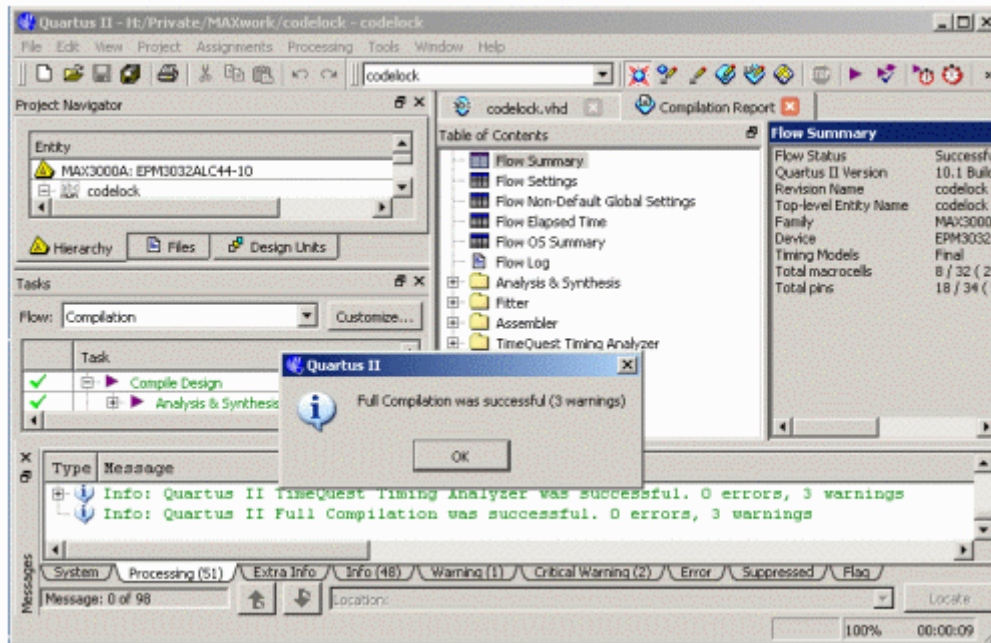 Quartus II - H:/Private/MAXwork/codelock - codelock
File Edit View Project Assignments Processing Tools Window Help
codelock
Project Navigator
Entity
MAX3000A: EPM3032ALC44-10
codelock
Hierarchy Files Design Units
Tasks
Flow: Compilation Customize...
Task
Compile Design
Analysis & Synthesis
codelock.vhd Compilation Report
Table of Contents
Flow Summary
Flow Settings
Flow Non-Default Global Settings
Flow Elapsed Time
Flow OS Summary
Flow Log
Analysis & Synthesis
Fitter
Assembler
TimeQuest Timing Analyzer
Flow Summary
Flow Status Successfu
Quartus II Version 10.1 Build
Revision Name codelock
Top-level Entity Name codelock
Family MAX3000
Device EPM3032
Timing Models Final
Total macrocells 8 / 32 ( 2
Total pins 18 / 34 (
Quartus II
Full Compilation was successful (3 warnings)
OK
Type Message
Info: Quartus II TimeQuest Timing Analyzer was successful. 0 errors, 3 warnings
Info: Quartus II Full Compilation was successful. 0 errors, 3 warnings
System Processing (51) Extra Info Info (48) Warning (1) Critical Warning (2) Error Suppressed Flag
Messages
Message: 0 of 98 Location: Locate
100% 00:00:09